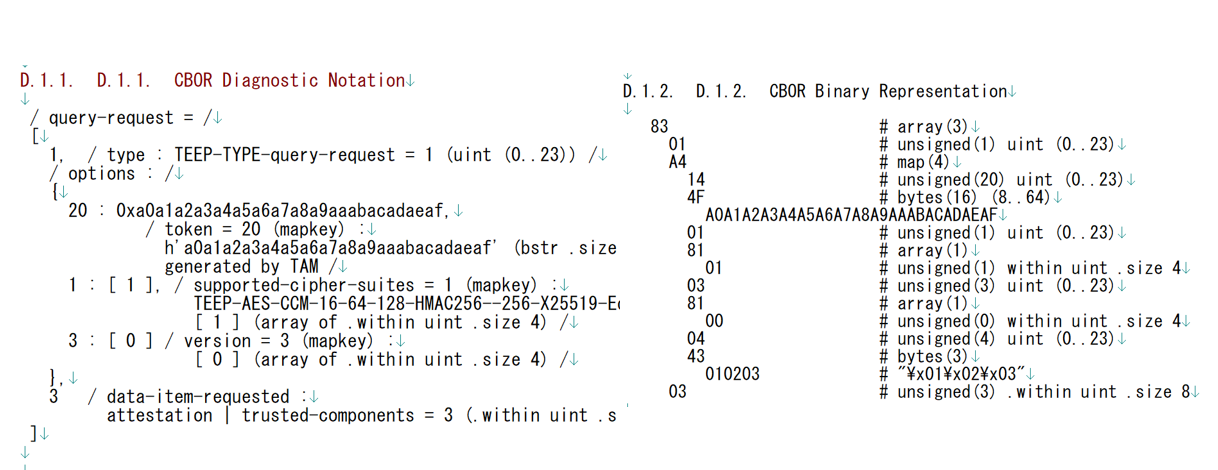 D.1.1.  D.1.1.  CBOR Diagnostic Notation↓
↓
/ query-request = /↓
[↓
1,  / type : TEEP-TYPE-query-request = 1 (uint (0..23)) /↓
/ options : /↓
{↓
20 : 0xa0a1a2a3a4a5a6a7a8a9aaabacadaeaf,↓
/ token = 20 (mapkey) :↓
h'a0a1a2a3a4a5a6a7a8a9aaabacadaeaf' (bstr .size
generated by TAM /↓
1 : [ 1 ], / supported-cipher-suites = 1 (mapkey) :↓
TEEP-AES-CCM-16-64-128-HMAC256--256-X25519-Ed
[ 1 ] (array of .within uint .size 4) /↓
3 : [ 0 ] / version = 3 (mapkey) :↓
[ 0 ] (array of .within uint .size 4) /↓
},↓
3   / data-item-requested :↓
attestation | trusted-components = 3 (.within uint .s
]↓
↓
↓
↓
D.1.2.  D.1.2.  CBOR Binary Representation↓
↓
83 # array(3)↓
01 # unsigned(1) uint (0..23)↓
A4 # map(4)↓
14 # unsigned(20) uint (0..23)↓
4F # bytes(16) (8..64)↓
A0A1A2A3A4A5A6A7A8A9AAABACADAEAF↓
01 # unsigned(1) uint (0..23)↓
81 # array(1)↓
01 # unsigned(1) within uint .size 4↓
03 # unsigned(3) uint (0..23)↓
81 # array(1)↓
00 # unsigned(0) within uint .size 4↓
04 # unsigned(4) uint (0..23)↓
43 # bytes(3)↓
010203 # "¥x01¥x02¥x03"↓
03 # unsigned(3) .within uint .size 8↓